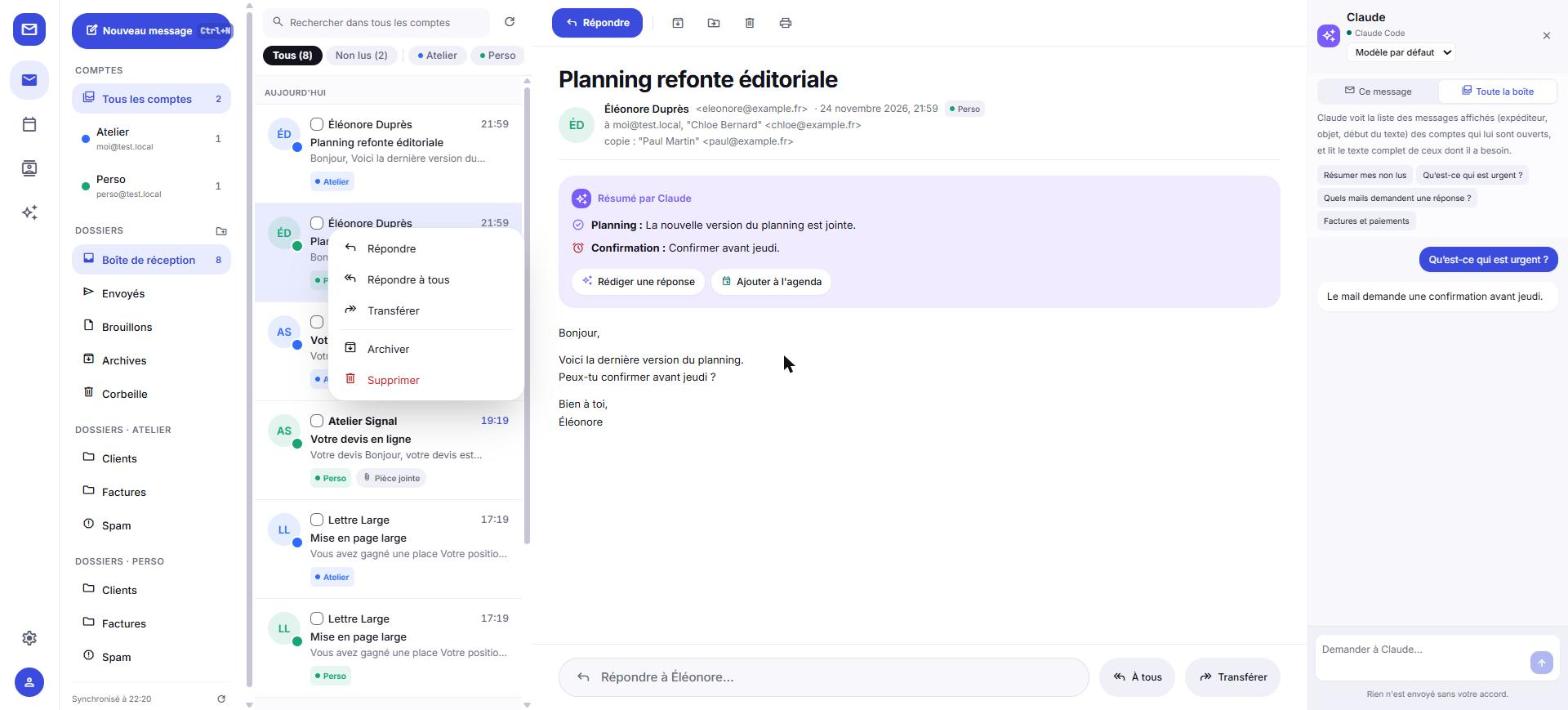 Nouveau message Ctrl+N
COMPTES
Tous les comptes 2
Atelier
moi@test.local
1
Perso
perso@test.local
1
DOSSIERS
Boîte de réception 8
Envoyés
Brouillons
Archives
Corbeille
DOSSIERS · ATELIER
Clients
Factures
Spam
DOSSIERS · PERSO
Clients
Factures
Spam
Synchronisé à 22:20
Rechercher dans tous les comptes
Tous (8) Non lus (2) Atelier Perso
AUJOURD'HUI
ÉD Éléonore Duprès 21:59
Planning refonte éditoriale
Bonjour, Voici la dernière version du...
Atelier
ÉD Éléonore Duprès 21:59
Répondre
Répondre à tous
Transférer
Archiver
Supprimer
AS
AS Atelier Signal 19:19
Votre devis en ligne
Votre devis Bonjour, votre devis est...
Perso Pièce jointe
LL Lettre Large 17:19
Mise en page large
Vous avez gagné une place Votre positio...
Atelier
LL Lettre Large 17:19
Mise en page large
Vous avez gagné une place Votre positio...
Perso
Répondre
Planning refonte éditoriale
ÉD Éléonore Duprès <eleonore@example.fr> · 24 novembre 2026, 21:59 Perso
à moi@test.local, "Chloe Bernard" <chloe@example.fr>
copie : "Paul Martin" <paul@example.fr>
Résumé par Claude
Planning : La nouvelle version du planning est jointe.
Confirmation : Confirmer avant jeudi.
Rédiger une réponse Ajouter à l'agenda
Bonjour,
Voici la dernière version du planning.
Peux-tu confirmer avant jeudi ?
Bien à toi,
Éléonore
Répondre à Éléonore... À tous Transférer
Claude
Claude Code
Modèle par défaut
Ce message Toute la boîte
Claude voit la liste des messages affichés (expéditeur,
objet, début du texte) des comptes qui lui sont ouverts,
et lit le texte complet de ceux dont il a besoin.
Résumer mes non lus Qu'est-ce qui est urgent ?
Quels mails demandent une réponse ?
Factures et paiements
Qu'est-ce qui est urgent ?
Le mail demande une confirmation avant jeudi.
Demander à Claude...
Rien n'est envoyé sans votre accord.